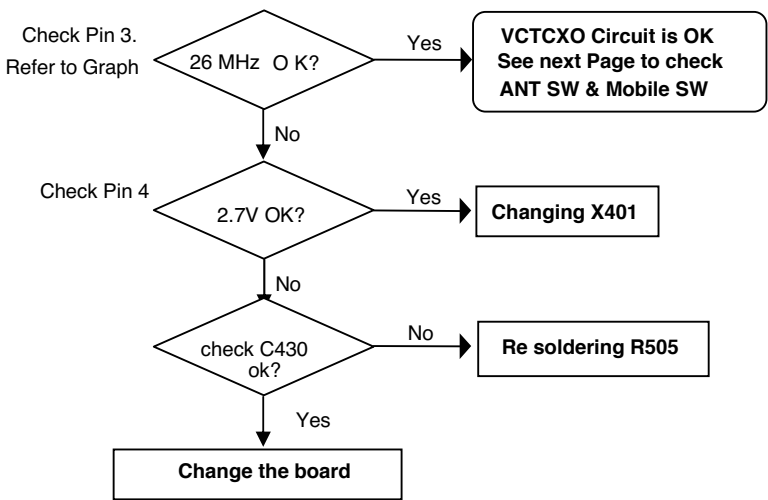 Check Pin 3.
Refer to Graph
26 MHz O K?
Yes
VCTCXO Circuit is OK
See next Page to check
ANT SW & Mobile SW
No
Check Pin 4
2.7V OK?
Yes
Changing X401
No
check C430
ok?
No
Re soldering R505
Yes
Change the board